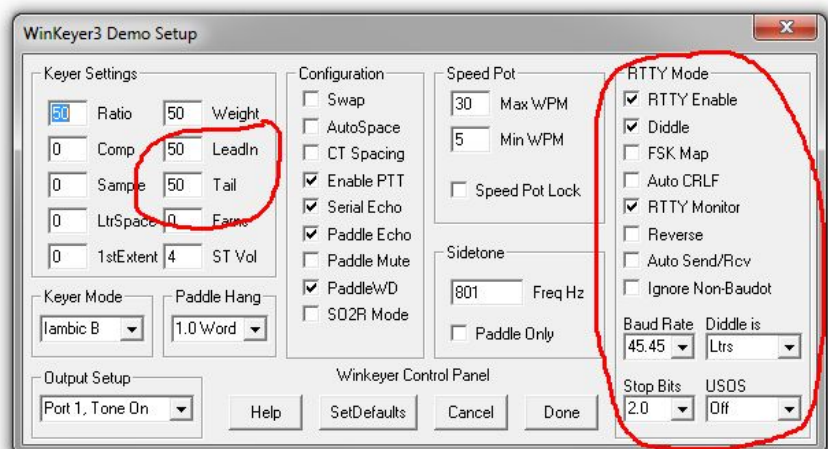 WinKeyer3 Demo Setup
Keyer Settings
50 Ratio 50 Weight
0 Comp 50 LeadIn
0 Sample 50 Tail
0 LtrSpace 0 Farns
0 1stExtent 4 ST Vol
Keyer Mode
Iambic B
Paddle Hang
1.0 Word
Output Setup
Port 1, Tone On
Configuration
Swap
AutoSpace
CT Spacing
Enable PTT
Serial Echo
Paddle Echo
Paddle Mute
PaddleWD
SO2R Mode
Speed Pot
30 Max WPM
5 Min WPM
Speed Pot Lock
Sidetone
801 Freq Hz
Paddle Only
Winkeyer Control Panel
Help SetDefaults Cancel Done
RTTY Mode
RTTY Enable
Diddle
FSK Map
Auto CRLF
RTTY Monitor
Reverse
Auto Send/Rcv
Ignore Non-Baudot
Baud Rate Diddle is
45.45 Ltrs
Stop Bits USOS
2.0 Off